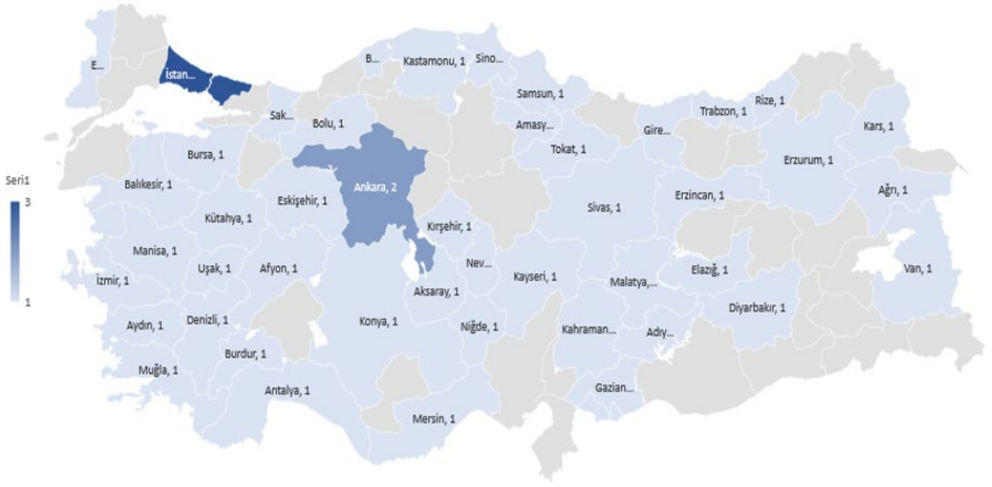 E...
İstan...
B...
Kastamonu, 1
Sino...
Samsun, 1
Sak...
Bolu, 1
Amasy...
Tokat, 1
Gire...
Trabzon, 1
Rize, 1
Kars, 1
Bursa, 1
Erzurum, 1
Seri1
3
1
Balıkesir, 1
Ankara, 2
Eskişehir, 1
Erzincan, 1
Ağrı, 1
Kütahya, 1
Sivas, 1
Kırşehir, 1
Manisa, 1
Uşak, 1
Afyon, 1
Nev...
Kayseri, 1
Malatya,...
Elazığ, 1
Van, 1
İzmir, 1
Aksaray, 1
Diyarbakır, 1
Aydın, 1
Denizli, 1
Konya, 1
Niğde, 1
Kahraman...
Adıy...
Burdur, 1
Muğla, 1
Antalya, 1
Gazian...
Mersin, 1